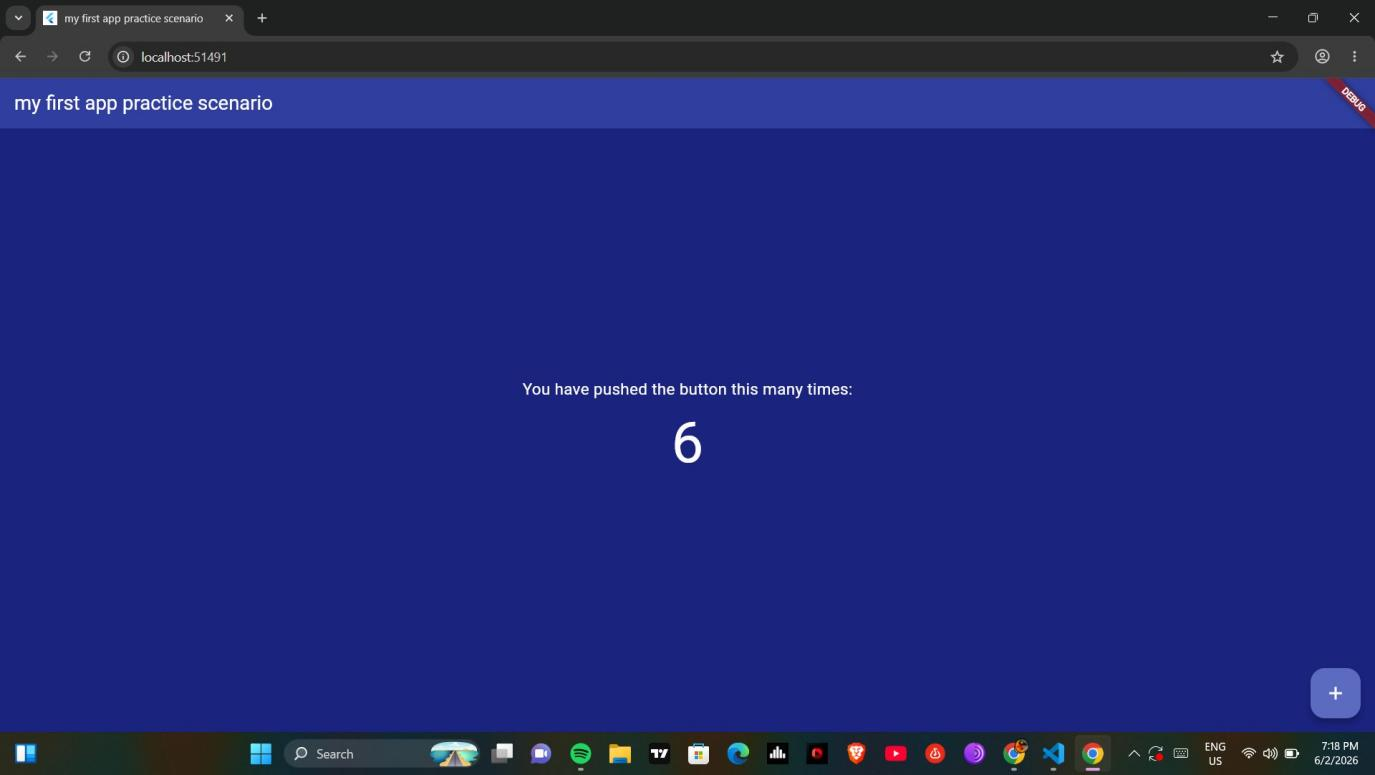 my first app practice scenario
localhost:51491
my first app practice scenario
DEBUG
You have pushed the button this many times:
6
+
Search
ENG
US
7:18 PM
6/2/2026